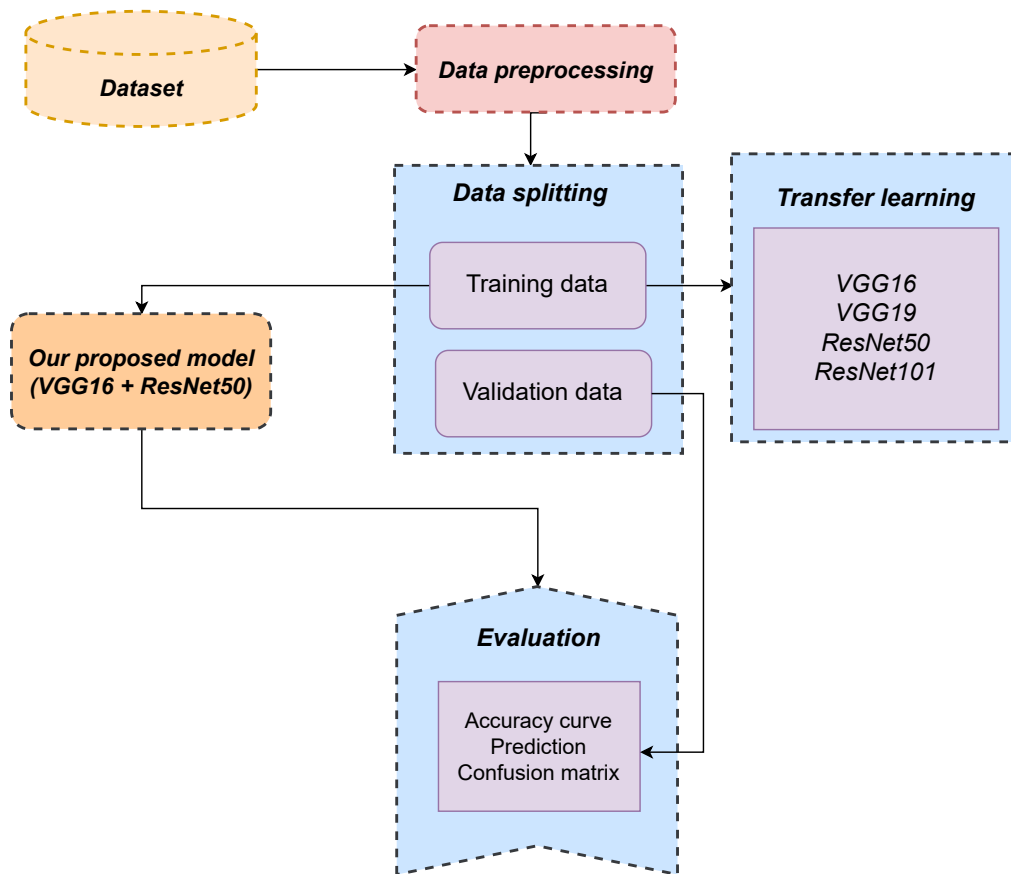 Dataset
Data preprocessing
Data splitting
Training data
Validation data
Transfer learning
VGG16
VGG19
ResNet50
ResNet101
Our proposed model
(VGG16 + ResNet50)
Evaluation
Accuracy curve
Prediction
Confusion matrix